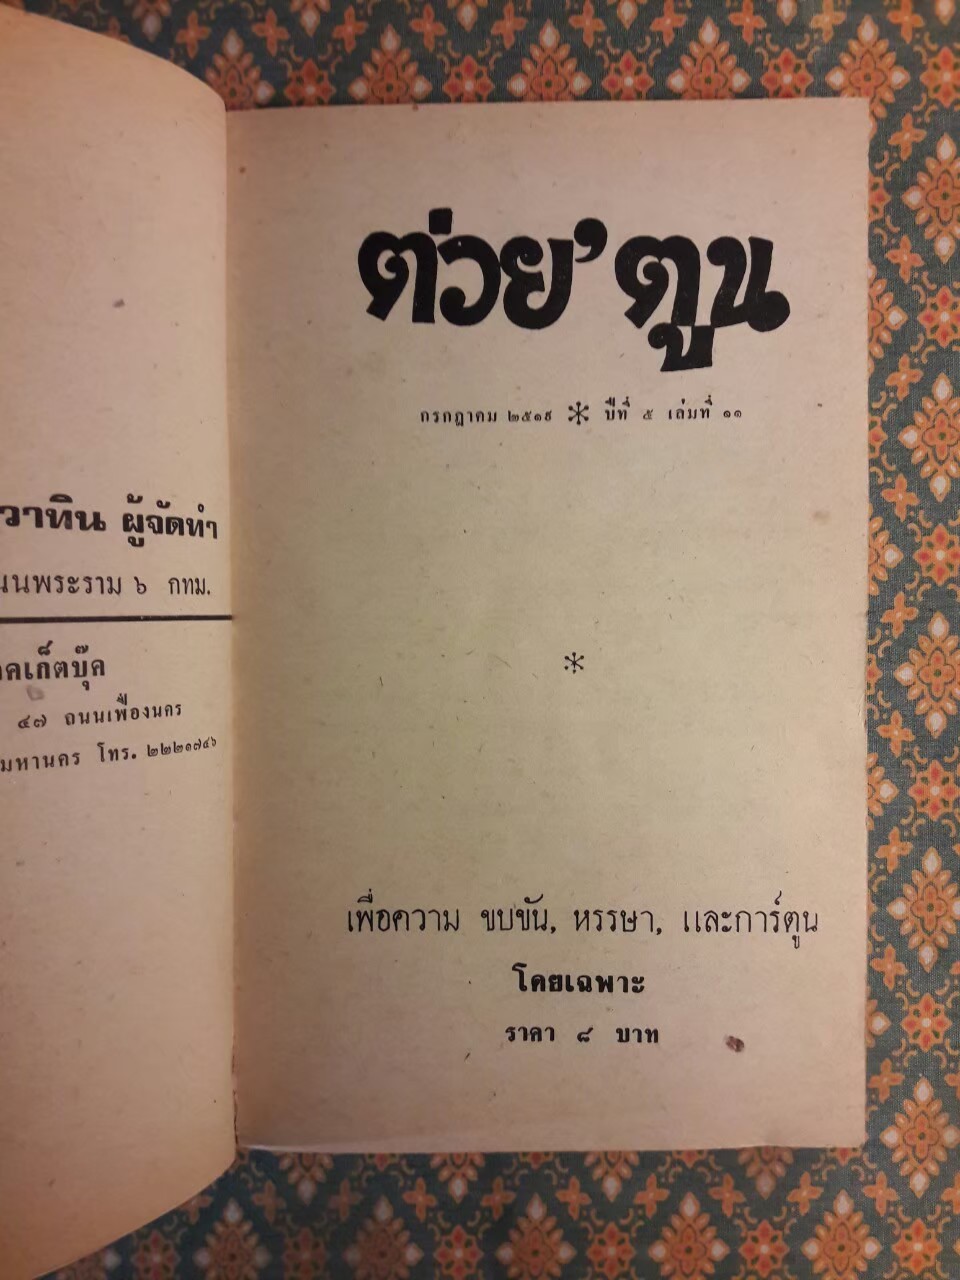 วาทิน ผู้จัดทำ
นนพระราม ๖ กทม.
คเก็ตบุ๊ค
๔๗ ถนนเฟื่องนคร
มหานคร โทร. ๒๒๒๑๗๔๖
ต่วย'ตูน
กรกฎาคม ๒๕๑๙ * ปีที่ ๕ เล่มที่ ๑๑
*
เพื่อความ ขบขัน, หรรษา, และการ์ตูน
โดยเฉพาะ
ราคา ๘ บาท